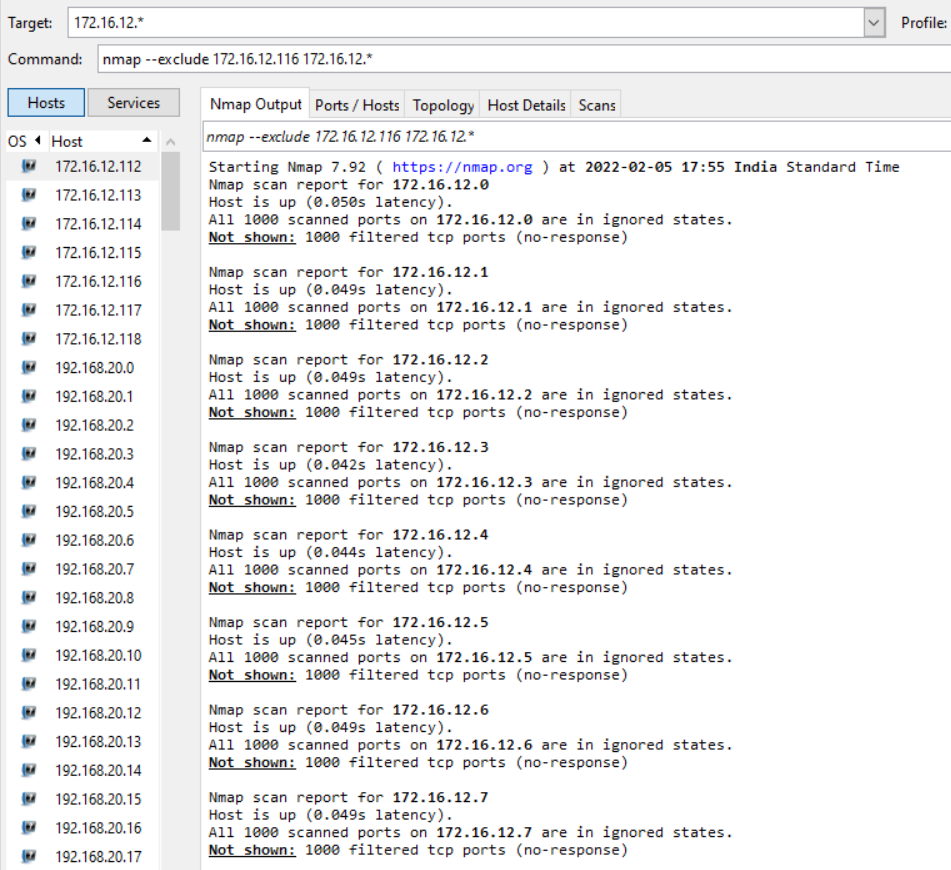 Target: 172.16.12.* Profile:
Command: nmap --exclude 172.16.12.116 172.16.12.*
Hosts Services
OS Host
172.16.12.112
172.16.12.113
172.16.12.114
172.16.12.115
172.16.12.116
172.16.12.117
172.16.12.118
192.168.20.0
192.168.20.1
192.168.20.2
192.168.20.3
192.168.20.4
192.168.20.5
192.168.20.6
192.168.20.7
192.168.20.8
192.168.20.9
192.168.20.10
192.168.20.11
192.168.20.12
192.168.20.13
192.168.20.14
192.168.20.15
192.168.20.16
192.168.20.17
Nmap Output Ports / Hosts Topology Host Details Scans
nmap --exclude 172.16.12.116 172.16.12.*
Starting Nmap 7.92 ( https://nmap.org ) at 2022-02-05 17:55 India Standard Time
Nmap scan report for 172.16.12.0
Host is up (0.050s latency).
All 1000 scanned ports on 172.16.12.0 are in ignored states.
Not shown: 1000 filtered tcp ports (no-response)
Nmap scan report for 172.16.12.1
Host is up (0.049s latency).
All 1000 scanned ports on 172.16.12.1 are in ignored states.
Not shown: 1000 filtered tcp ports (no-response)
Nmap scan report for 172.16.12.2
Host is up (0.049s latency).
All 1000 scanned ports on 172.16.12.2 are in ignored states.
Not shown: 1000 filtered tcp ports (no-response)
Nmap scan report for 172.16.12.3
Host is up (0.042s latency).
All 1000 scanned ports on 172.16.12.3 are in ignored states.
Not shown: 1000 filtered tcp ports (no-response)
Nmap scan report for 172.16.12.4
Host is up (0.044s latency).
All 1000 scanned ports on 172.16.12.4 are in ignored states.
Not shown: 1000 filtered tcp ports (no-response)
Nmap scan report for 172.16.12.5
Host is up (0.045s latency).
All 1000 scanned ports on 172.16.12.5 are in ignored states.
Not shown: 1000 filtered tcp ports (no-response)
Nmap scan report for 172.16.12.6
Host is up (0.049s latency).
All 1000 scanned ports on 172.16.12.6 are in ignored states.
Not shown: 1000 filtered tcp ports (no-response)
Nmap scan report for 172.16.12.7
Host is up (0.049s latency).
All 1000 scanned ports on 172.16.12.7 are in ignored states.
Not shown: 1000 filtered tcp ports (no-response)